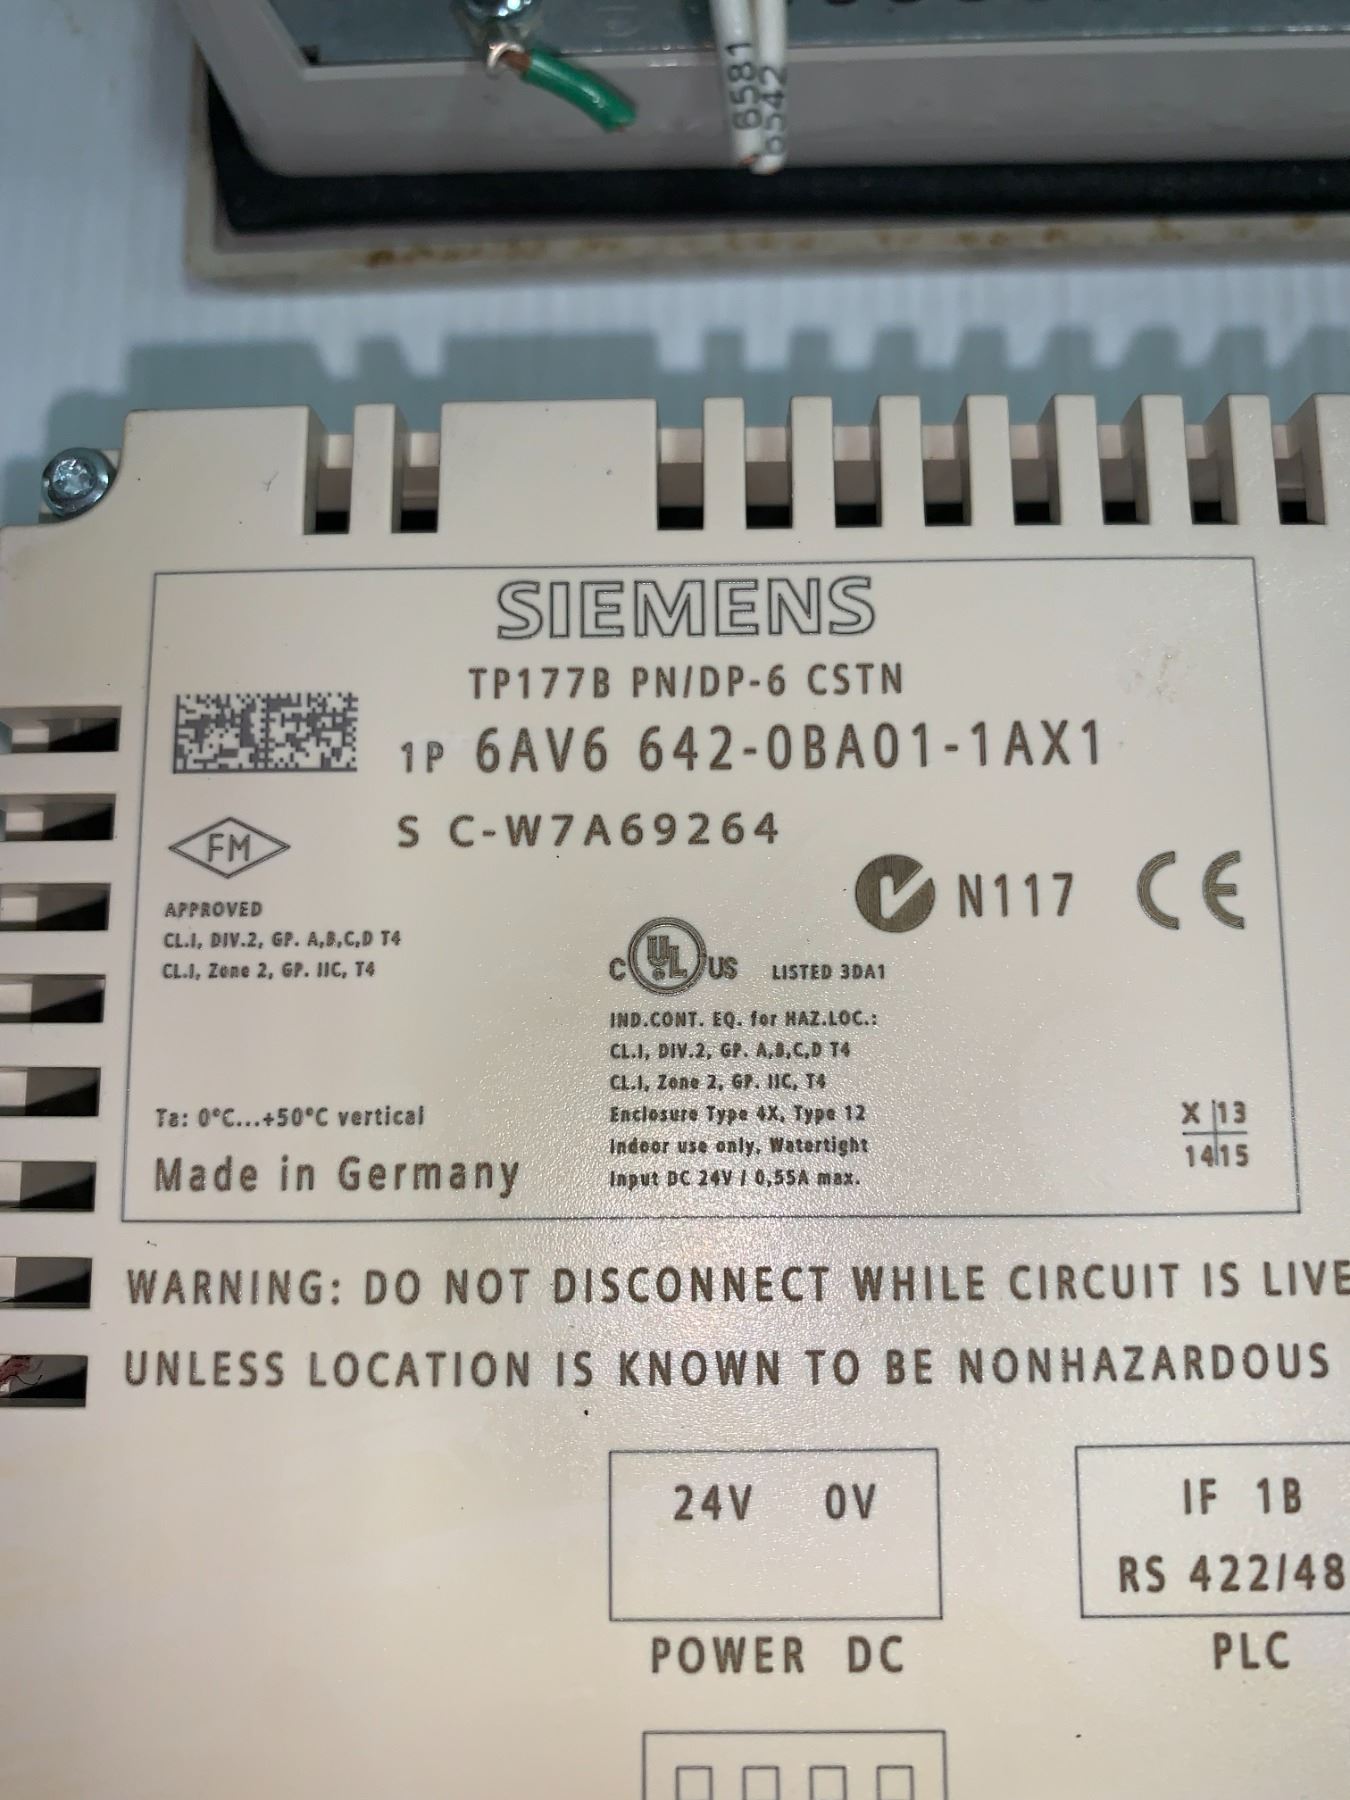 6581
6542
SIEMENS
TP177B PN/DP-6 CSTN
1P 6AV6 642-0BA01-1AX1
S C-W7A69264
FM
APPROVED
CL.I, DIV.2, GP. A,B,C,D T4
CL.I, Zone 2, GP. IIC, T4
N117 CE
C UL US LISTED 3DA1
IND.CONT. EQ. for HAZ.LOC.:
CL.I, DIV.2, GP. A,B,C,D T4
CL.I, Zone 2, GP. IIC, T4
Enclosure Type 4X, Type 12
Indoor use only, Watertight
Input DC 24V / 0,55A max.
Ta: 0°C...+50°C vertical
Made in Germany
X 13
14 15
WARNING: DO NOT DISCONNECT WHILE CIRCUIT IS LIVE
UNLESS LOCATION IS KNOWN TO BE NONHAZARDOUS
24V 0V
POWER DC
IF 1B
RS 422/48
PLC